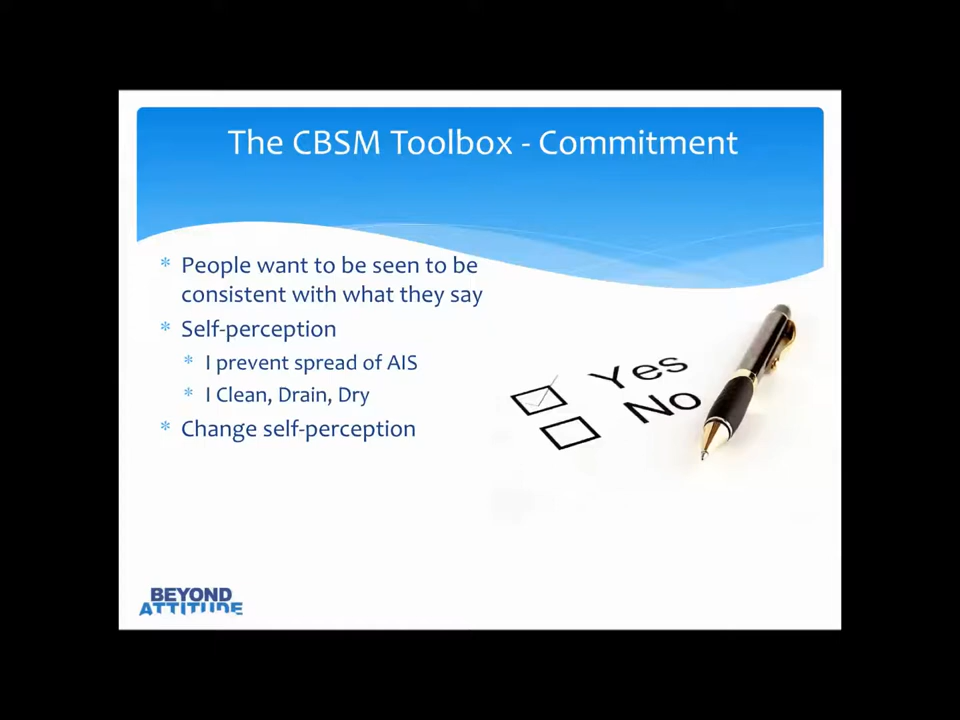 The CBSM Toolbox - Commitment
* People want to be seen to be
consistent with what they say
* Self-perception
* I prevent spread of AIS
* I Clean, Drain, Dry
* Change self-perception
Yes
No
BEYOND
ATTITUDE